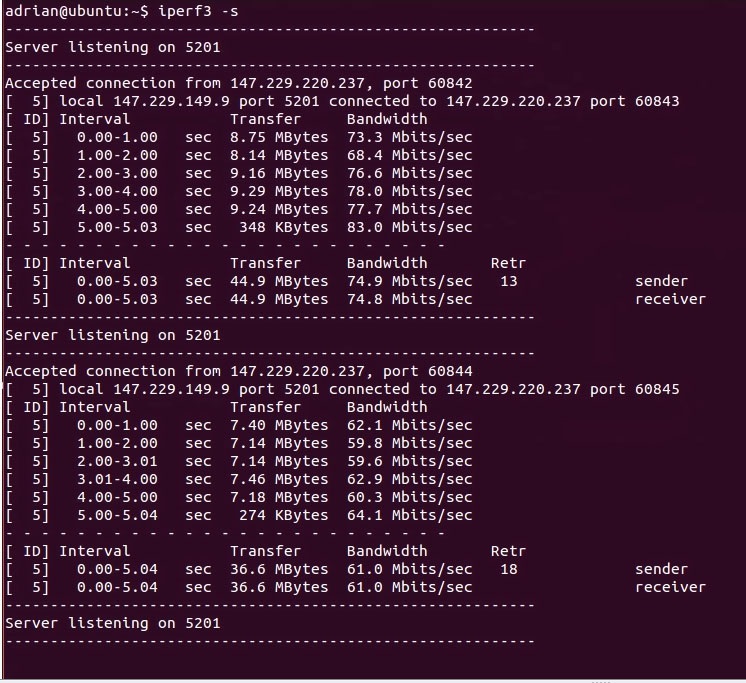 adrian@ubuntu:~$ iperf3 -s
-----------------------------------------------------------
Server listening on 5201
-----------------------------------------------------------
Accepted connection from 147.229.220.237, port 60842
[  5] local 147.229.149.9 port 5201 connected to 147.229.220.237 port 60843
[ ID] Interval           Transfer     Bandwidth
[  5]   0.00-1.00   sec  8.75 MBytes  73.3 Mbits/sec
[  5]   1.00-2.00   sec  8.14 MBytes  68.4 Mbits/sec
[  5]   2.00-3.00   sec  9.16 MBytes  76.6 Mbits/sec
[  5]   3.00-4.00   sec  9.29 MBytes  78.0 Mbits/sec
[  5]   4.00-5.00   sec  9.24 MBytes  77.7 Mbits/sec
[  5]   5.00-5.03   sec   348 KBytes  83.0 Mbits/sec
- - - - - - - - - - - - - - - - - - - - - - - - -
[ ID] Interval           Transfer     Bandwidth       Retr
[  5]   0.00-5.03   sec  44.9 MBytes  74.9 Mbits/sec   13             sender
[  5]   0.00-5.03   sec  44.9 MBytes  74.8 Mbits/sec                  receiver
-----------------------------------------------------------
Server listening on 5201
-----------------------------------------------------------
Accepted connection from 147.229.220.237, port 60844
[  5] local 147.229.149.9 port 5201 connected to 147.229.220.237 port 60845
[ ID] Interval           Transfer     Bandwidth
[  5]   0.00-1.00   sec  7.40 MBytes  62.1 Mbits/sec
[  5]   1.00-2.00   sec  7.14 MBytes  59.8 Mbits/sec
[  5]   2.00-3.01   sec  7.14 MBytes  59.6 Mbits/sec
[  5]   3.01-4.00   sec  7.46 MBytes  62.9 Mbits/sec
[  5]   4.00-5.00   sec  7.18 MBytes  60.3 Mbits/sec
[  5]   5.00-5.04   sec   274 KBytes  64.1 Mbits/sec
- - - - - - - - - - - - - - - - - - - - - - - - -
[ ID] Interval           Transfer     Bandwidth       Retr
[  5]   0.00-5.04   sec  36.6 MBytes  61.0 Mbits/sec   18             sender
[  5]   0.00-5.04   sec  36.6 MBytes  61.0 Mbits/sec                  receiver
-----------------------------------------------------------
Server listening on 5201
-----------------------------------------------------------